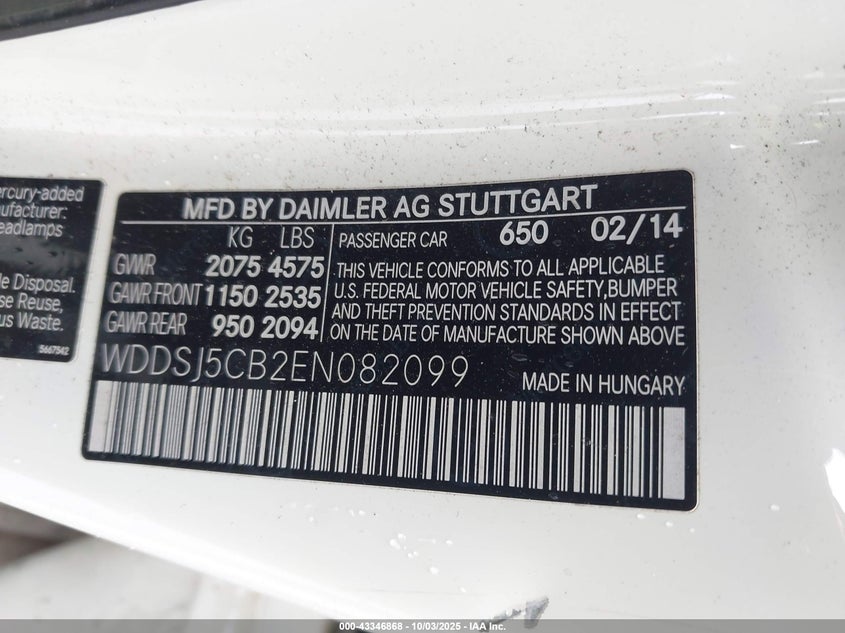 ercury-added
nufacturer:
eadlamps
le Disposal.
se Reuse,
us Waste.
5667542
MFD BY DAIMLER AG STUTTGART
KG LBS
GVWR 2075 4575
GAWR FRONT 1150 2535
GAWR REAR 950 2094
PASSENGER CAR 650 02/14
THIS VEHICLE CONFORMS TO ALL APPLICABLE
U.S. FEDERAL MOTOR VEHICLE SAFETY,BUMPER
AND THEFT PREVENTION STANDARDS IN EFFECT
ON THE DATE OF MANUFACTURE SHOWN ABOVE
WDDSJ5CB2EN082099
MADE IN HUNGARY
000-43346868 - 10/03/2025 - IAA, Inc.